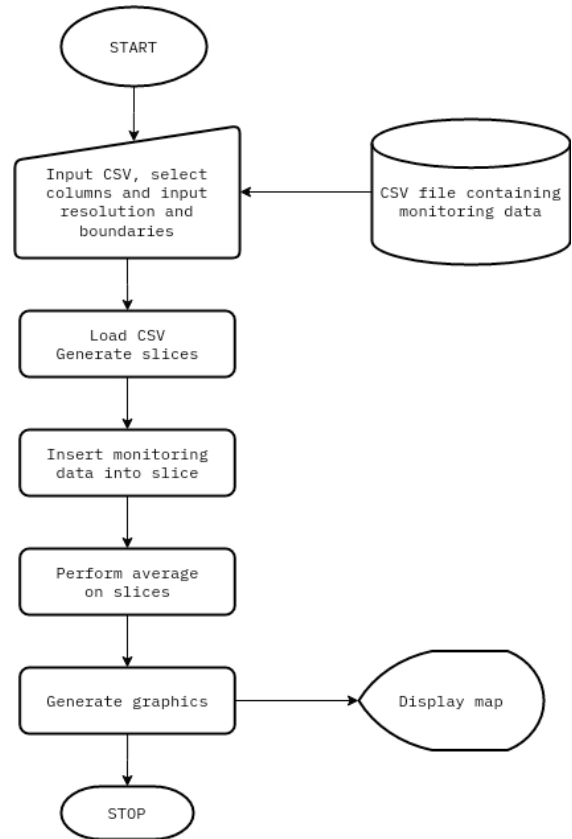 START
Input CSV, select
columns and input
resolution and
boundaries
CSV file containing
monitoring data
Load CSV
Generate slices
Insert monitoring
data into slice
Perform average
on slices
Generate graphics
Display map
STOP